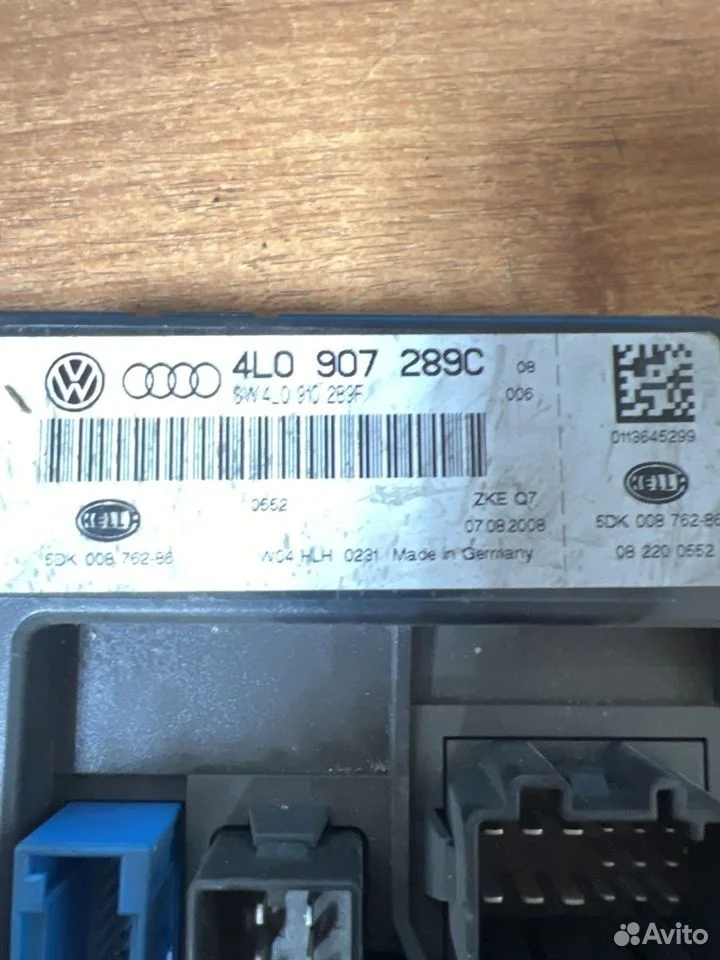 4L0 907 289C 08
SW 4L0 910 289F 006
0113645299
0552 ZKE Q7
HELLA
HELLA
07.08.2008
5DK 008 762-86
5DK 008 762-86
W04 HLH 0231 Made in Germany
08 220 0552
Avito